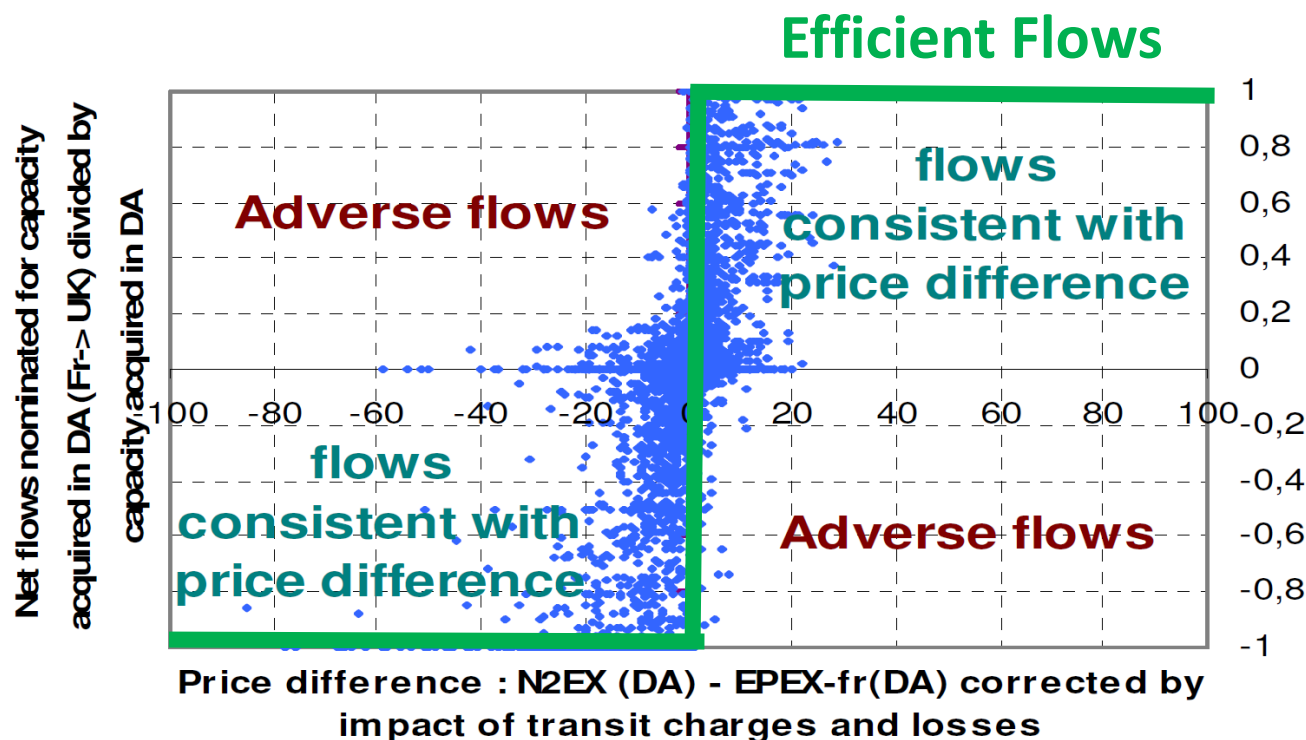 Efficient Flows
Net flows nominated for capacity
acquired in DA (Fr-> UK) divided by
capacity acquired in DA
Adverse flows
flows
consistent with
price difference
1
0,8
0,6
0,4
0,2
0
-0,2
-0,4
-0,6
-0,8
-1
-100 -80 -60 -40 -20 0 20 40 60 80 100
flows
consistent with
price difference
Adverse flows
Price difference : N2EX (DA) - EPEX-fr(DA) corrected by
impact of transit charges and losses